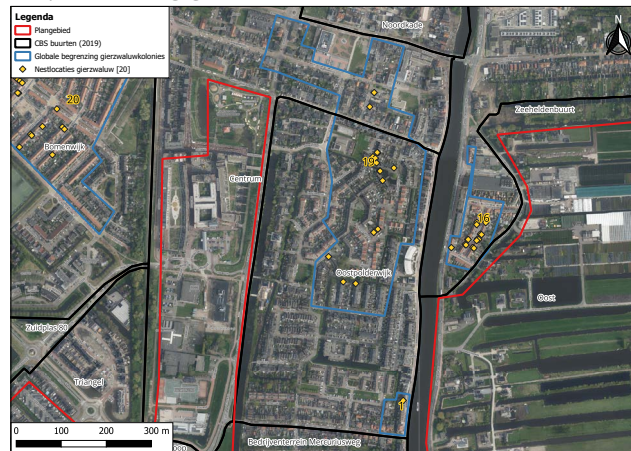 Legenda
Plangebied
CBS buurten (2019)
Globale begrenzing gierzwaluwkolonies
Nestlocaties gierzwaluw [20]
Noordkade
N
20
Bomenwijk
Zeeheldenbuurt
19
Centrum
16
Oostpolderwijk
Oost
Zuidplas 80
Triangel
1
Bedrijventerrein Mercuriusweg
0 100 200 300 m